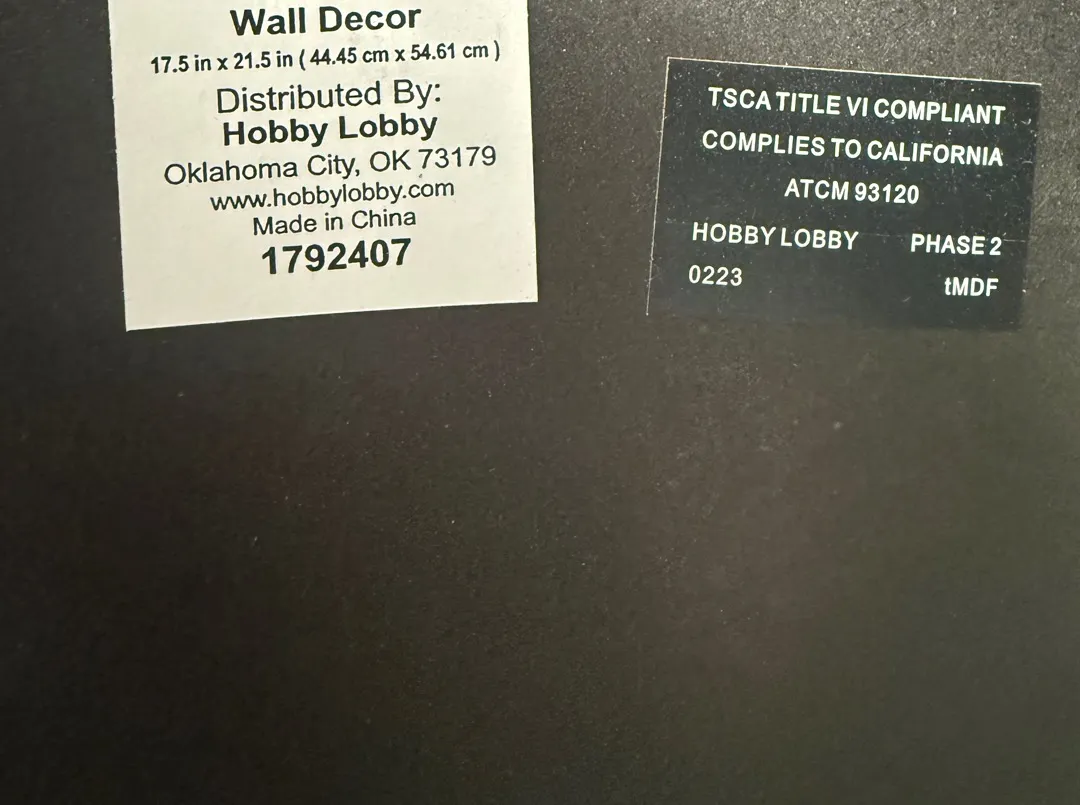 Wall Decor
17.5 in x 21.5 in ( 44.45 cm x 54.61 cm )
Distributed By:
Hobby Lobby
Oklahoma City, OK 73179
www.hobbylobby.com
Made in China
1792407
TSCA TITLE VI COMPLIANT
COMPLIES TO CALIFORNIA
ATCM 93120
HOBBY LOBBY PHASE 2
0223 tMDF